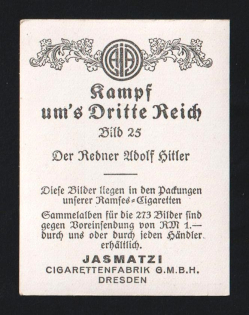 AJA
Kampf
um's Dritte Reich
Bild 25
Der Redner Adolf Hitler
Diese Bilder liegen in den Packungen
unserer Ramses-Cigaretten
Sammelalben für die 273 Bilder sind
gegen Voreinsendung von RM 1.—
durch uns oder durch jeden Händler
erhältlich.
JASMATZI
CIGARETTENFABRIK G.M.B.H.
DRESDEN